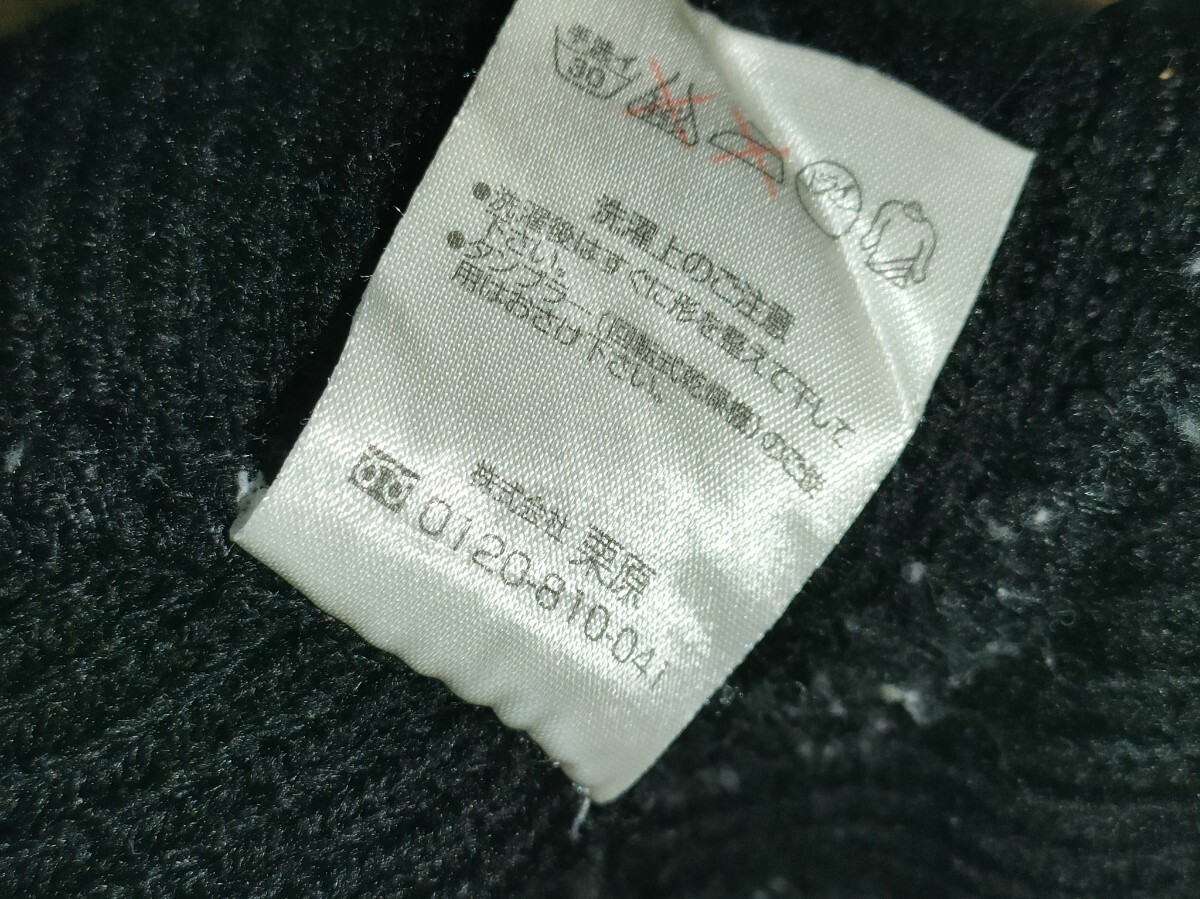 手洗イ
30
洗濯上のご注意
●洗濯後はすぐに形を整えて干して
下さい。
●タンブラー(回転式乾燥機)のご使
用はおさけ下さい。
株式会社 栗原
0120-810-041